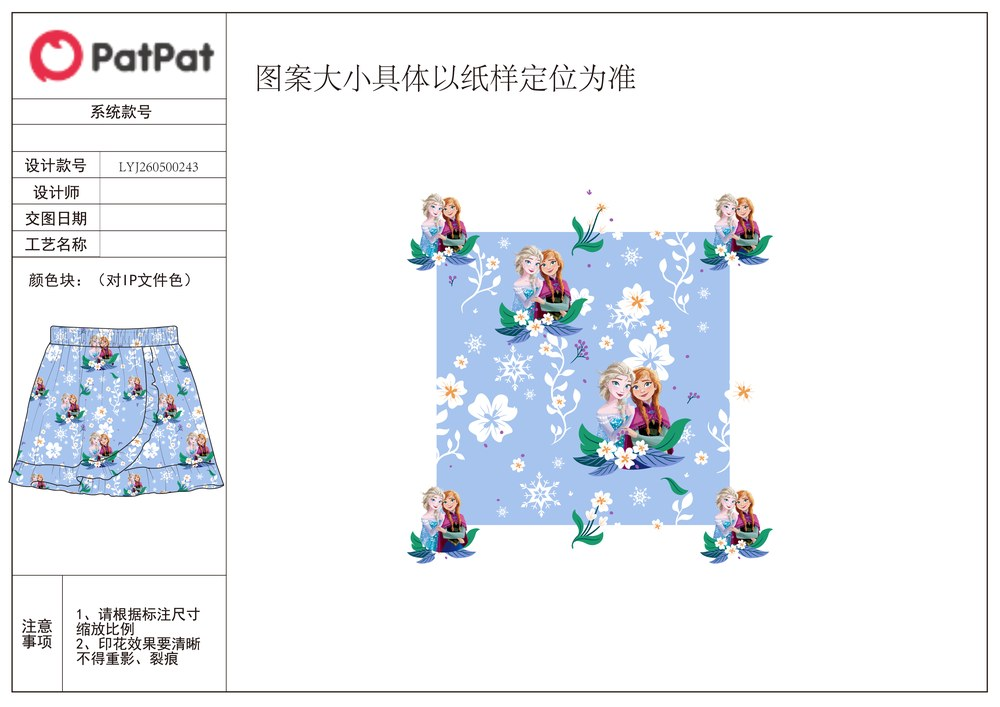 PatPat
图案大小具体以纸样定位为准
系统款号
设计款号 LYJ260500243
设计师
交图日期
工艺名称
颜色块：（对IP文件色）
注意
事项
1、请根据标注尺寸
缩放比例
2、印花效果要清晰
不得重影、裂痕